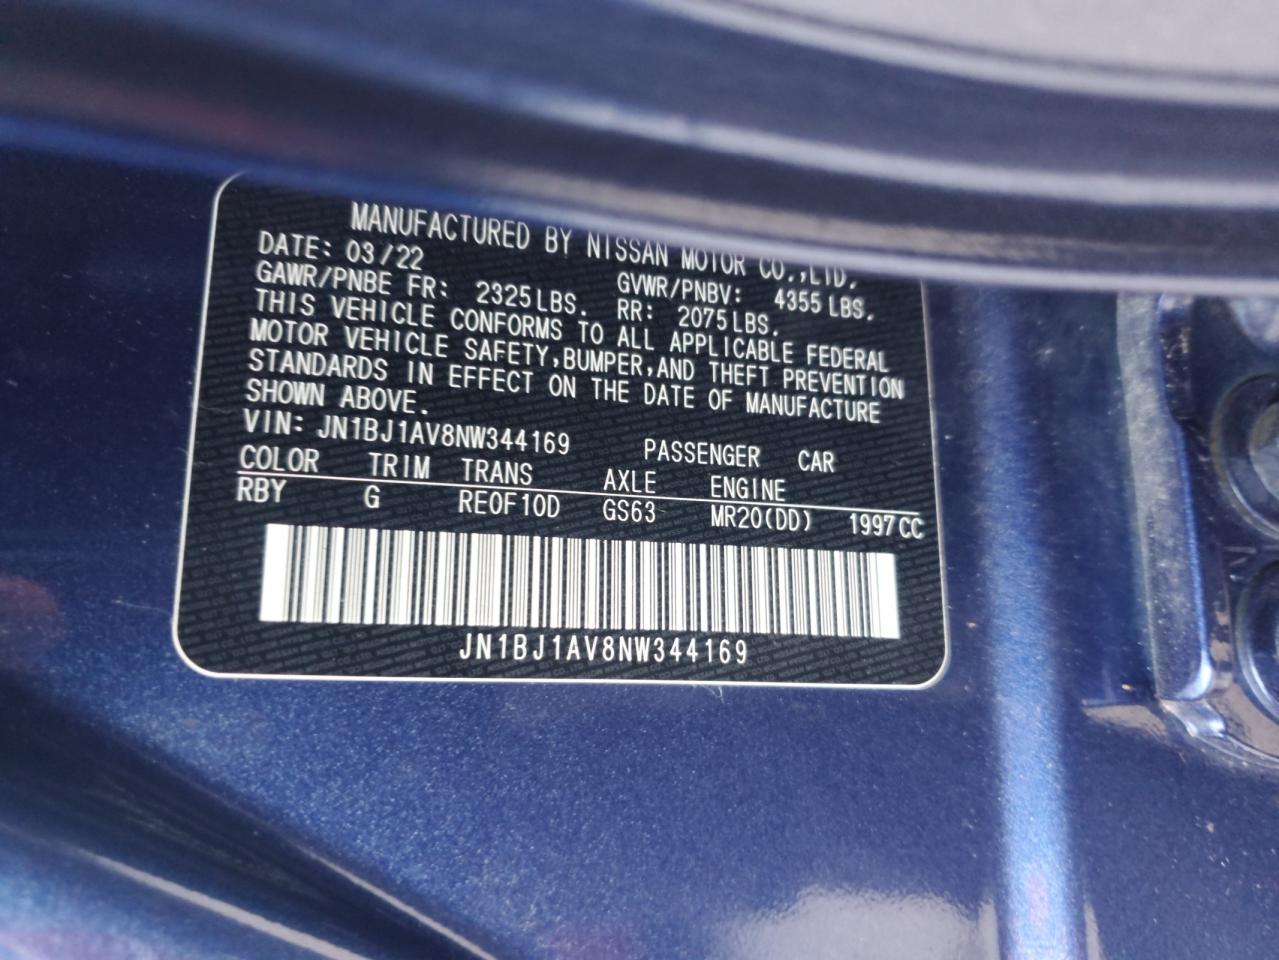 MANUFACTURED BY NISSAN MOTOR CO.,LTD.
DATE: 03/22
GVWR/PNBV: 4355 LBS.
GAWR/PNBE FR: 2325LBS. RR: 2075LBS.
THIS VEHICLE CONFORMS TO ALL APPLICABLE FEDERAL
MOTOR VEHICLE SAFETY,BUMPER,AND THEFT PREVENTION
STANDARDS IN EFFECT ON THE DATE OF MANUFACTURE
SHOWN ABOVE.
VIN: JN1BJ1AV8NW344169 PASSENGER CAR
COLOR TRIM TRANS AXLE ENGINE
RBY G RE0F10D GS63 MR20(DD) 1997CC
JN1BJ1AV8NW344169